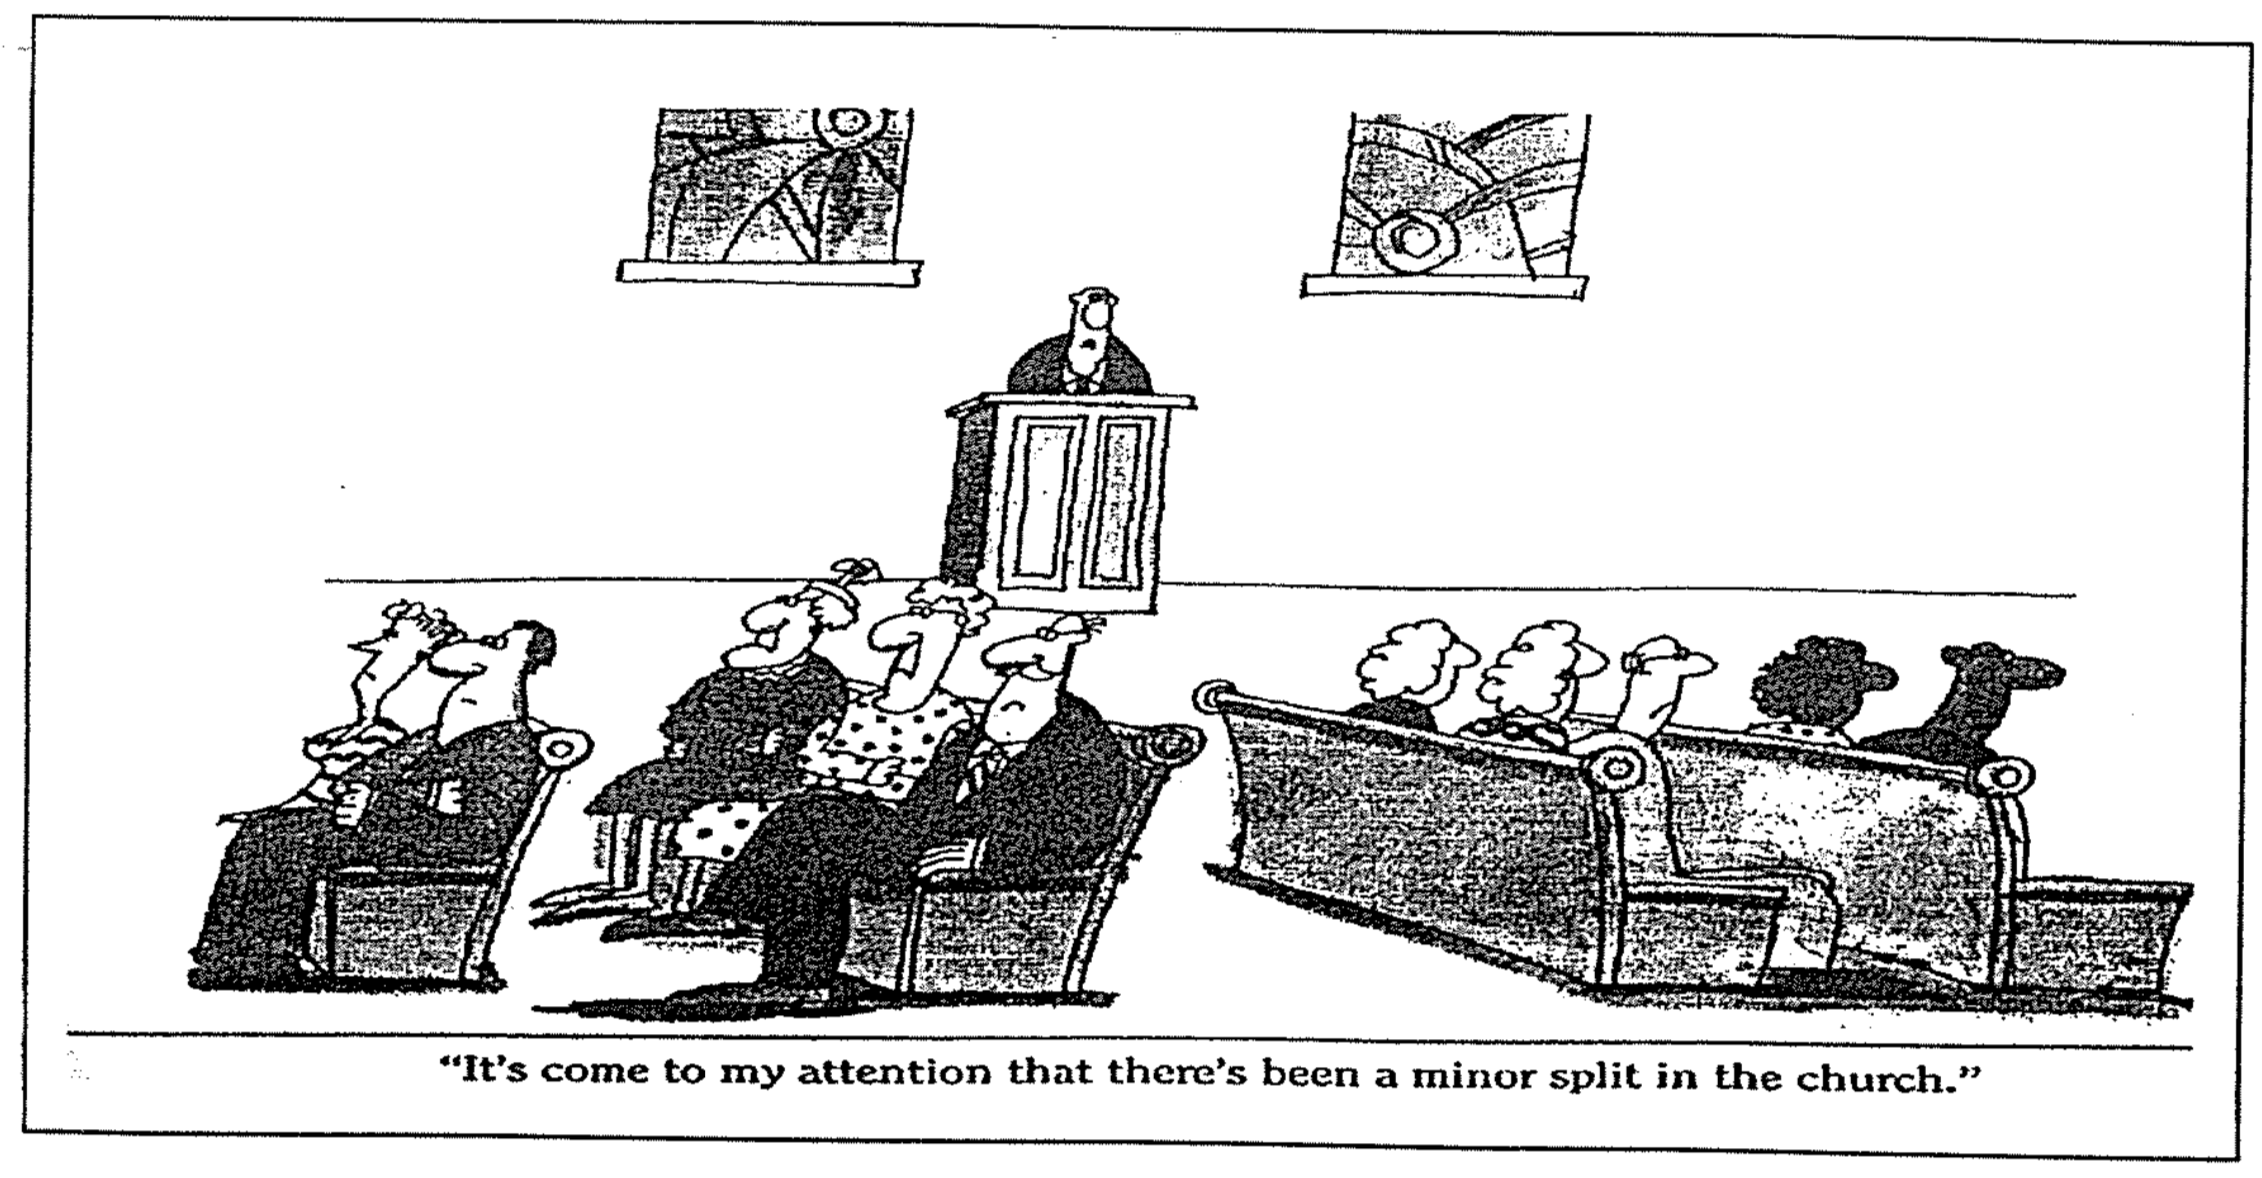 “It’s come to my attention that there’s been a minor split in the church.”